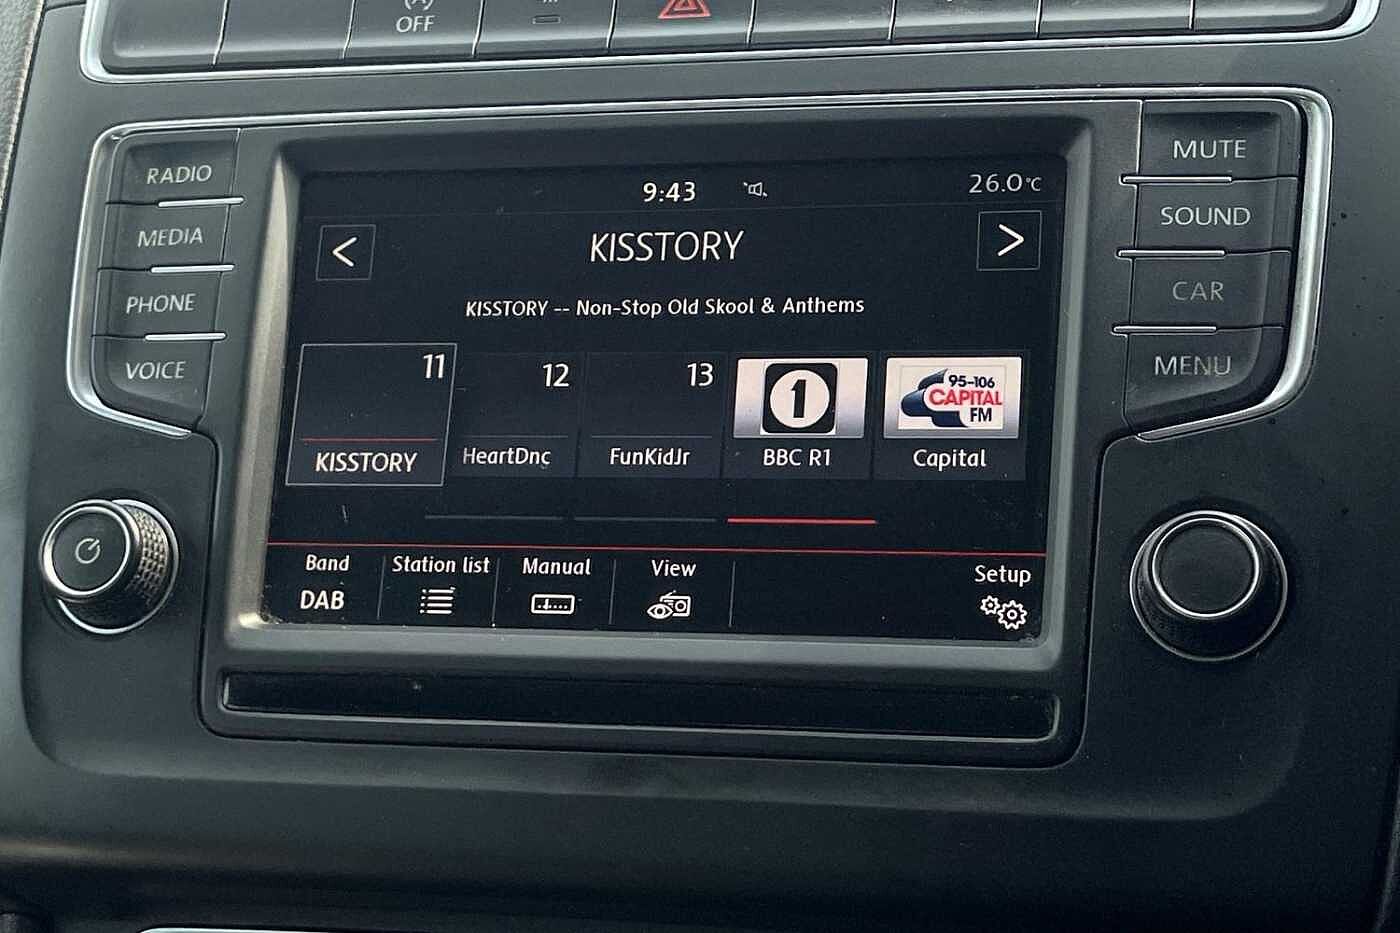 OFF
RADIO
MEDIA
PHONE
VOICE
9:43
26.0°C
<
KISSTORY
>
KISSTORY -- Non-Stop Old Skool & Anthems
11
KISSTORY
12
HeartDnc
13
FunKidJr
1
BBC R1
95-106
CAPITAL
FM
Capital
Band
DAB
Station list
Manual
View
Setup
MUTE
SOUND
CAR
MENU